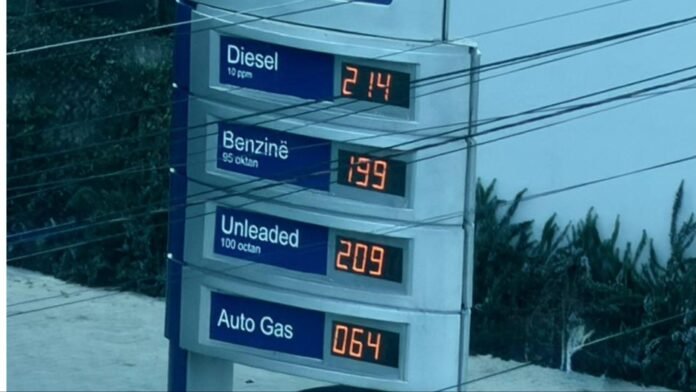 Diesel
10 ppm
214
Benzinë
95 oktan
199
Unleaded
100 octan
209
Auto Gas
064